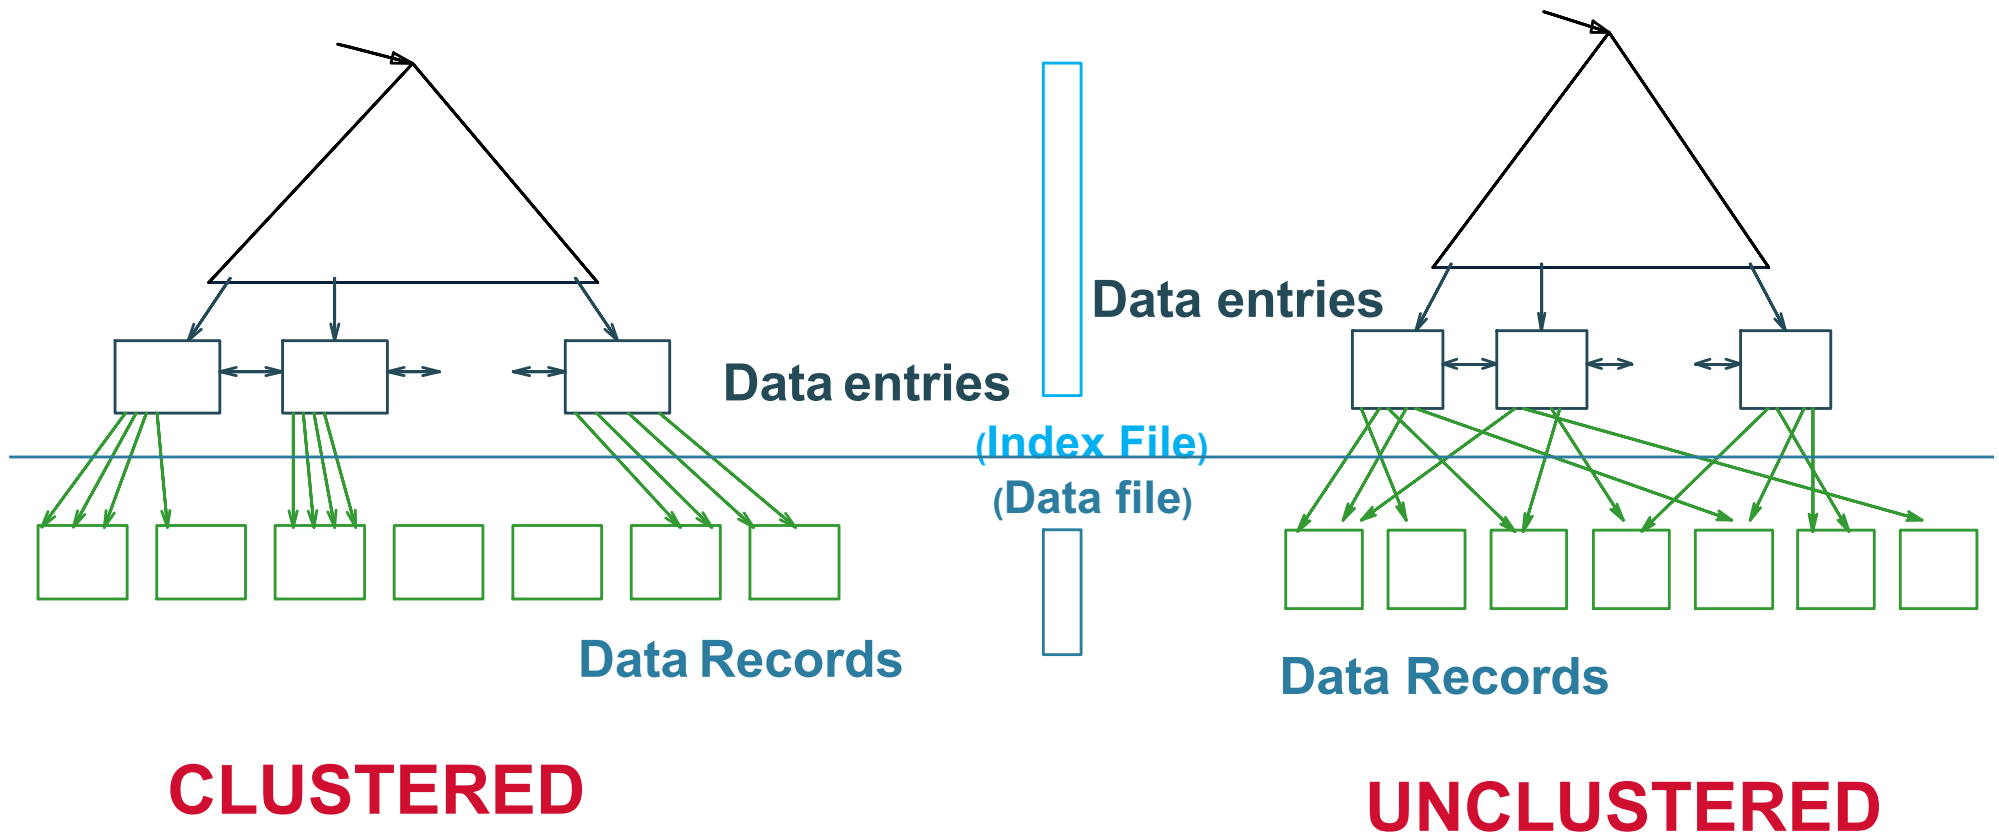 Data entries
Data entries
(Index File)
(Data file)
Data Records
Data Records
CLUSTERED
UNCLUSTERED